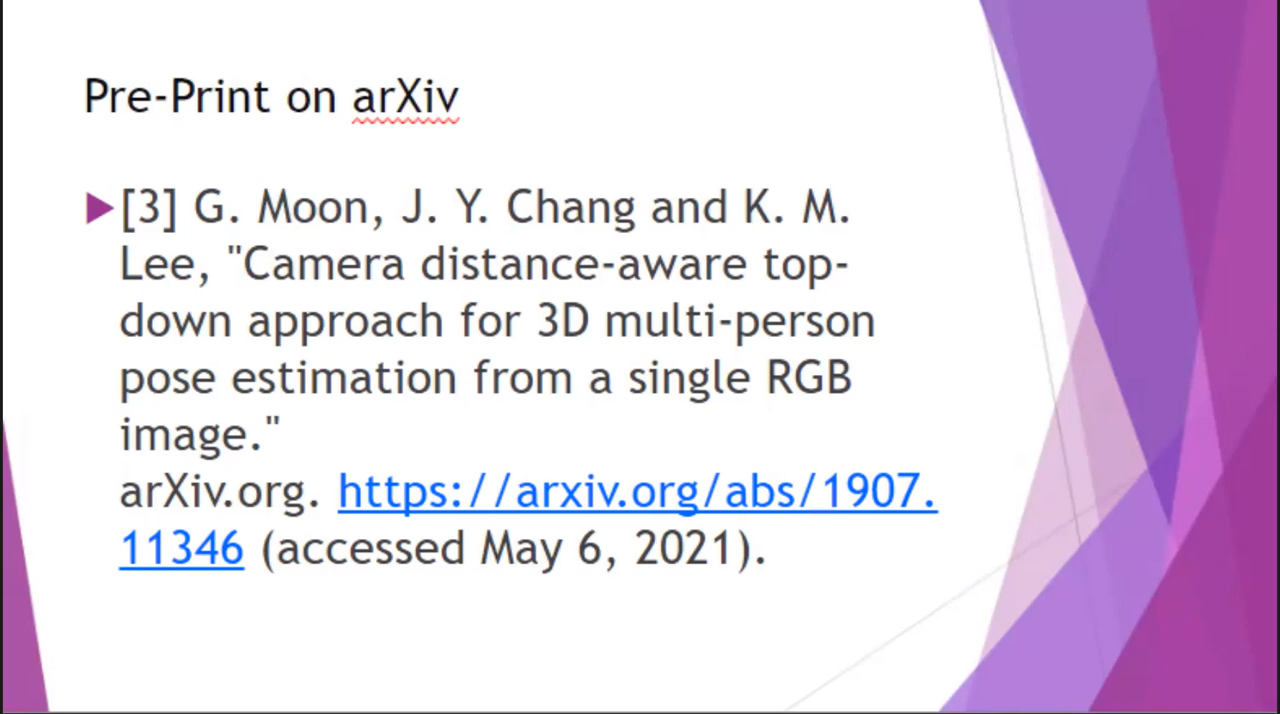 Pre-Print on arXiv
[3] G. Moon, J. Y. Chang and K. M.
Lee, "Camera distance-aware top-
down approach for 3D multi-person
pose estimation from a single RGB
image."
arXiv.org. https://arxiv.org/abs/1907.
11346 (accessed May 6, 2021).